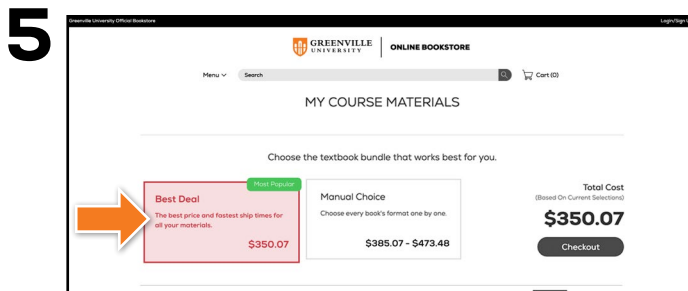 5
Greenville University Official Bookstore
Login/Sign U
GREENVILLE
UNIVERSITY
ONLINE BOOKSTORE
Menu
Search
Cart (0)
MY COURSE MATERIALS
Choose the textbook bundle that works best for you.
Most Popular
Best Deal
The best price and fastest ship times for
all your materials.
$350.07
Manual Choice
Choose every book's format one by one.
$385.07 - $473.48
Total Cost
(Based On Current Selections)
$350.07
Checkout